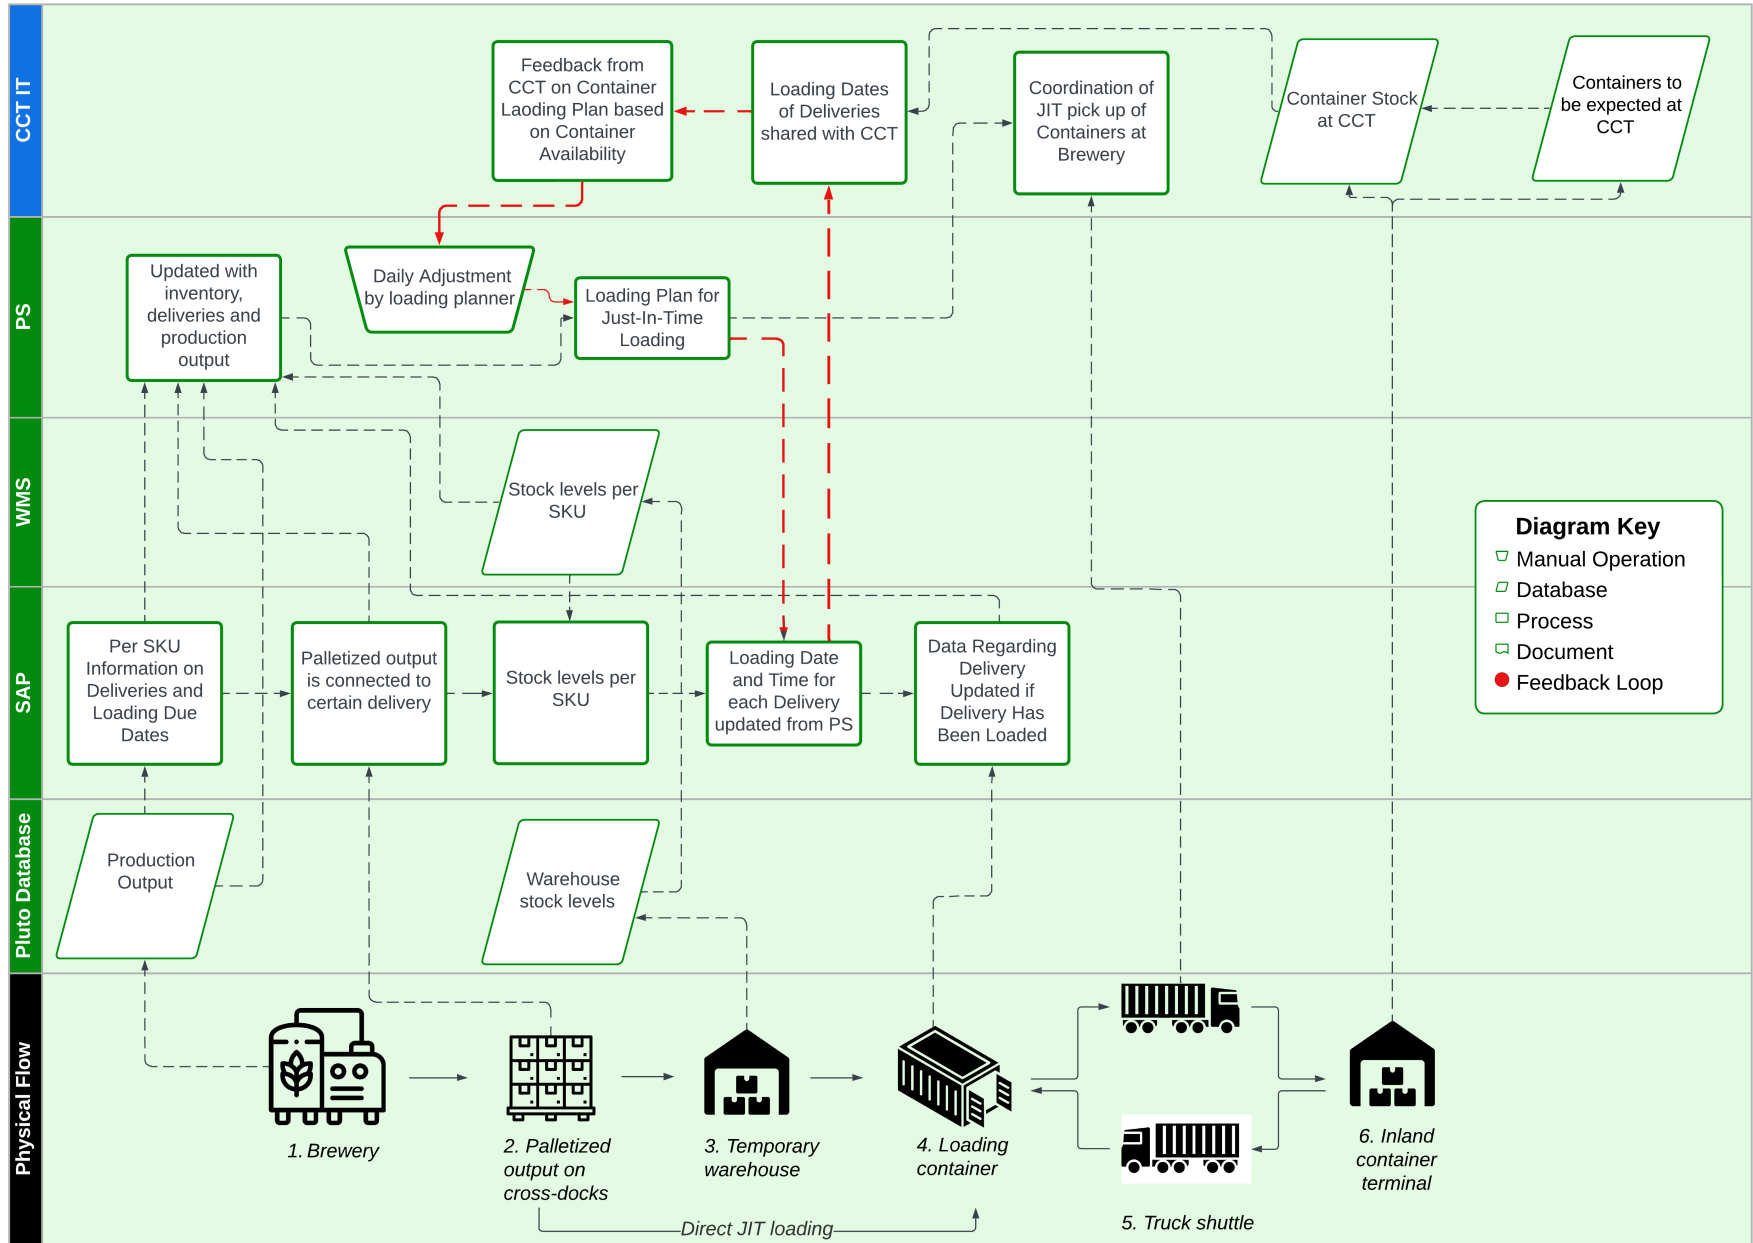 CCT IT
Feedback from
CCT on Container
Laoding Plan based
on Container
Availability
Loading Dates
of Deliveries
shared with CCT
Coordination of
JIT pick up of
Containers at
Brewery
Container Stock
at CCT
Containers to
be expected at
CCT
PS
Updated with
inventory,
deliveries and
production
output
Daily Adjustment
by loading planner
Loading Plan for
Just-In-Time
Loading
WMS
Stock levels per
SKU
Diagram Key
Manual Operation
Database
Process
Document
Feedback Loop
SAP
Per SKU
Information on
Deliveries and
Loading Due
Dates
Palletized output
is connected to
certain delivery
Stock levels per
SKU
Loading Date
and Time for
each Delivery
updated from PS
Data Regarding
Delivery
Updated if
Delivery Has
Been Loaded
Pluto Database
Production
Output
Warehouse
stock levels
Physical Flow
1. Brewery
2. Palletized
output on
cross-docks
3. Temporary
warehouse
4. Loading
container
5. Truck shuttle
6. Inland
container
terminal
Direct JIT loading